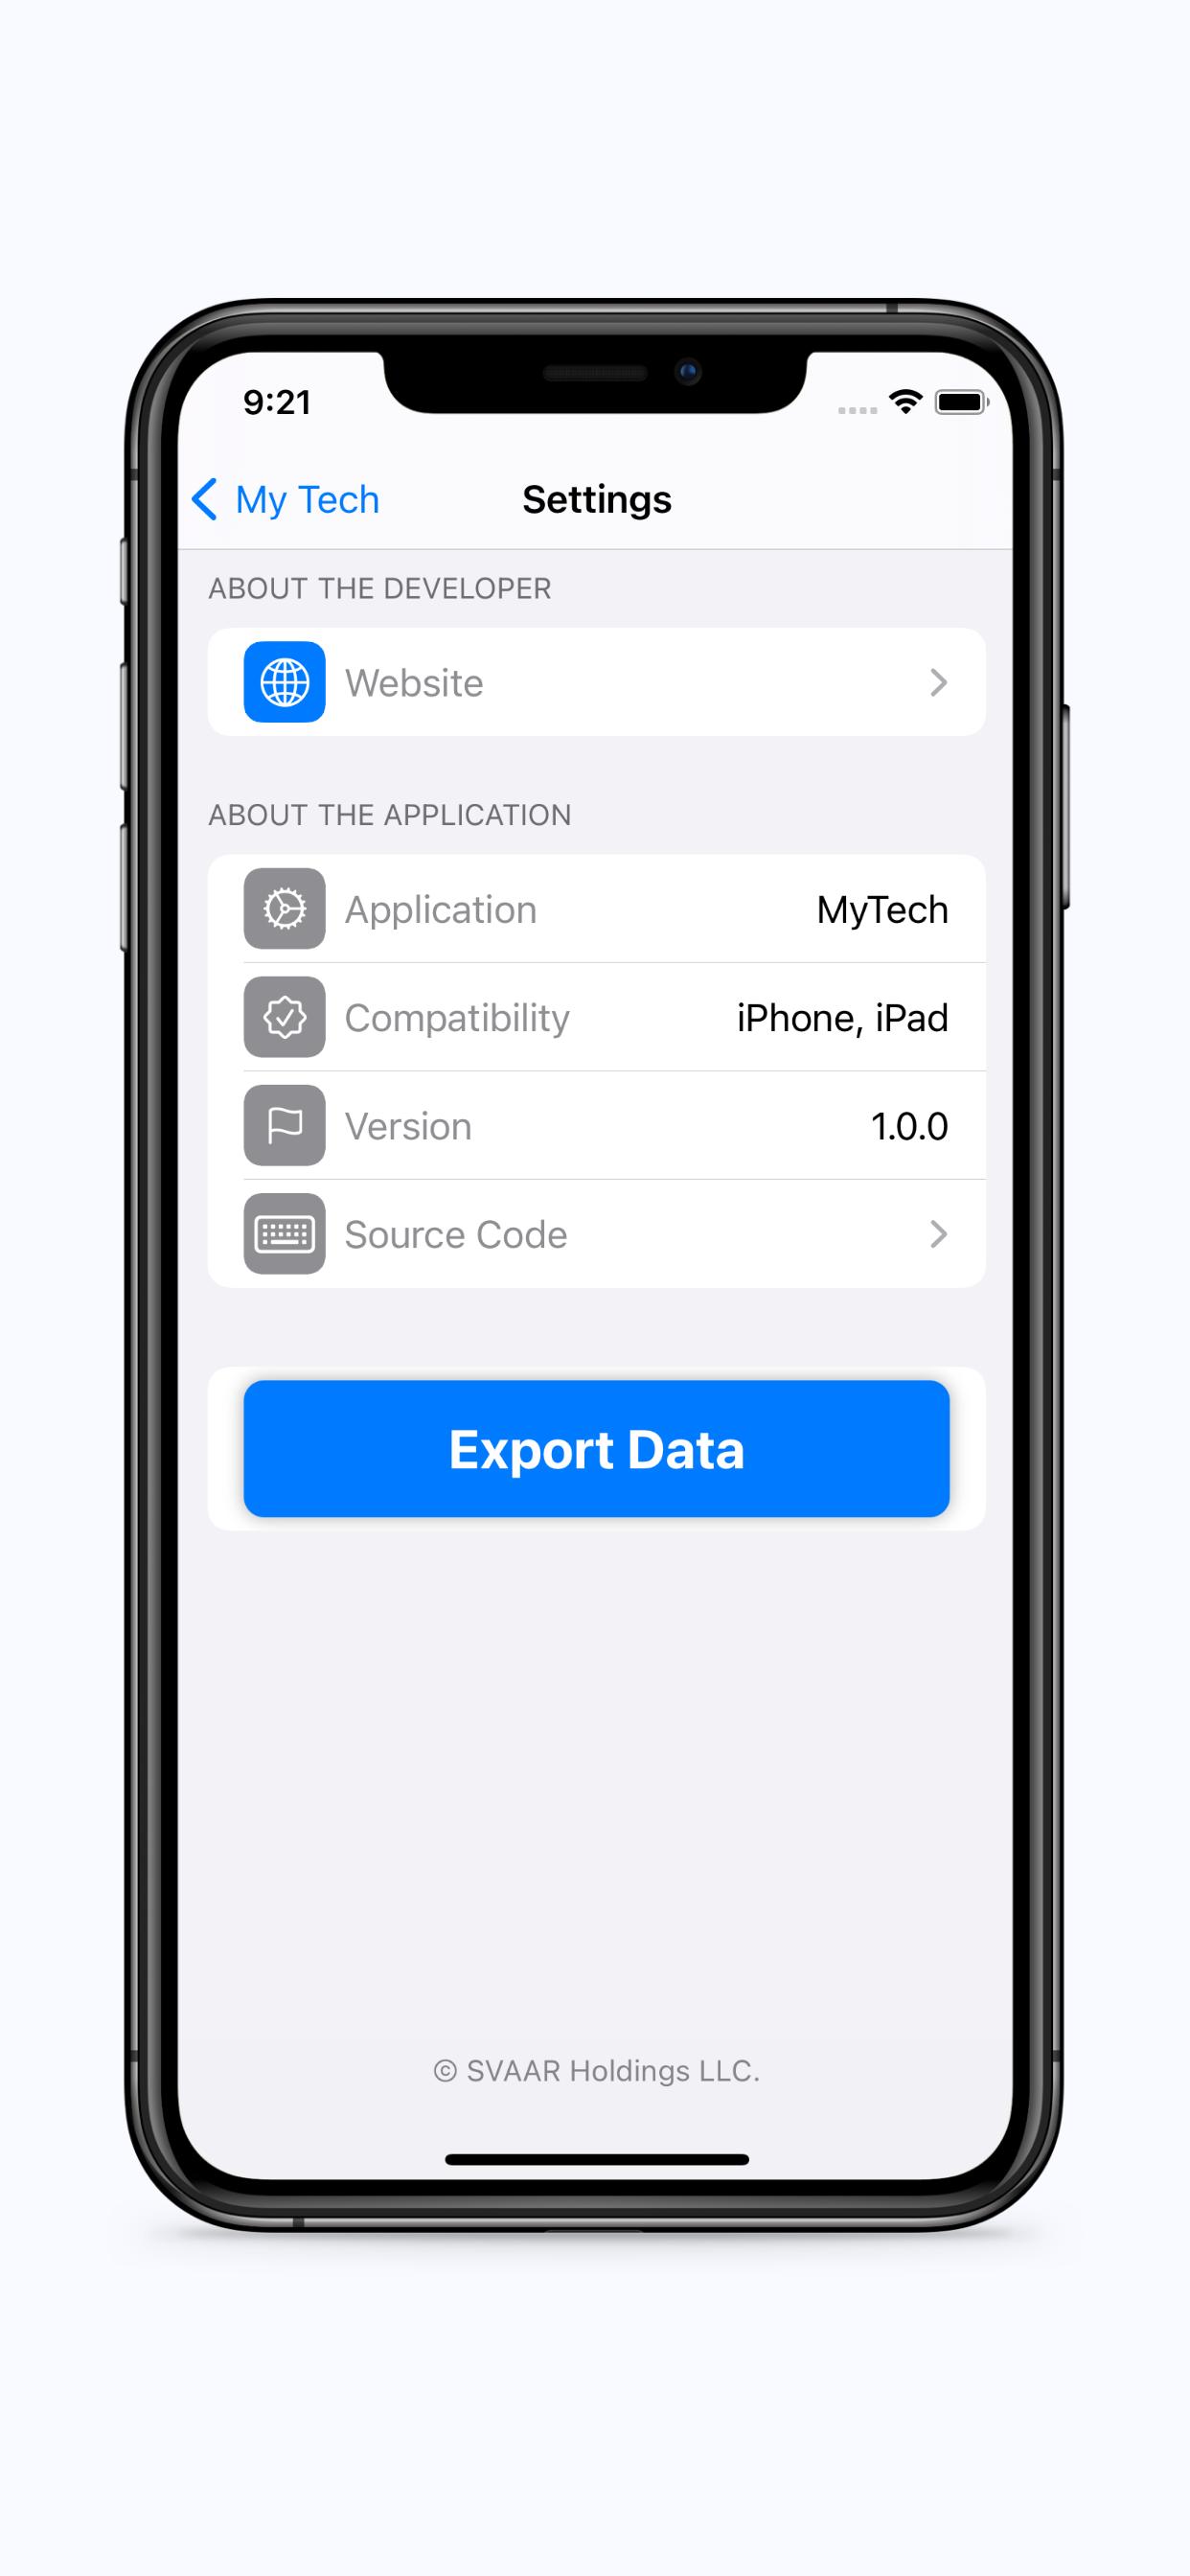 9:21
My Tech
Settings
ABOUT THE DEVELOPER
Website
ABOUT THE APPLICATION
Application MyTech
Compatibility iPhone, iPad
Version 1.0.0
Source Code
Export Data
© SVAAR Holdings LLC.